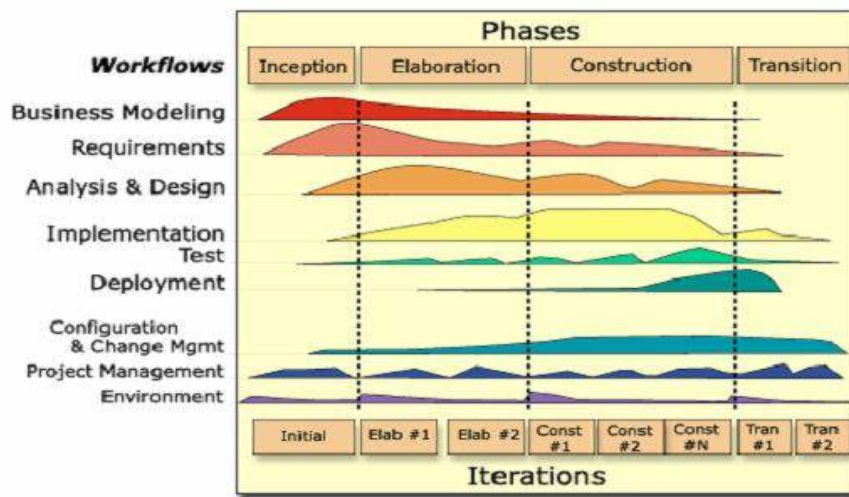 Phases
Workflows
Inception
Elaboration
Construction
Transition
Business Modeling
Requirements
Analysis & Design
Implementation
Test
Deployment
Configuration
& Change Mgmt
Project Management
Environment
Initial
Elab #1
Elab #2
Const
#1
Const
#2
Const
#N
Tran
#1
Tran
#2
Iterations